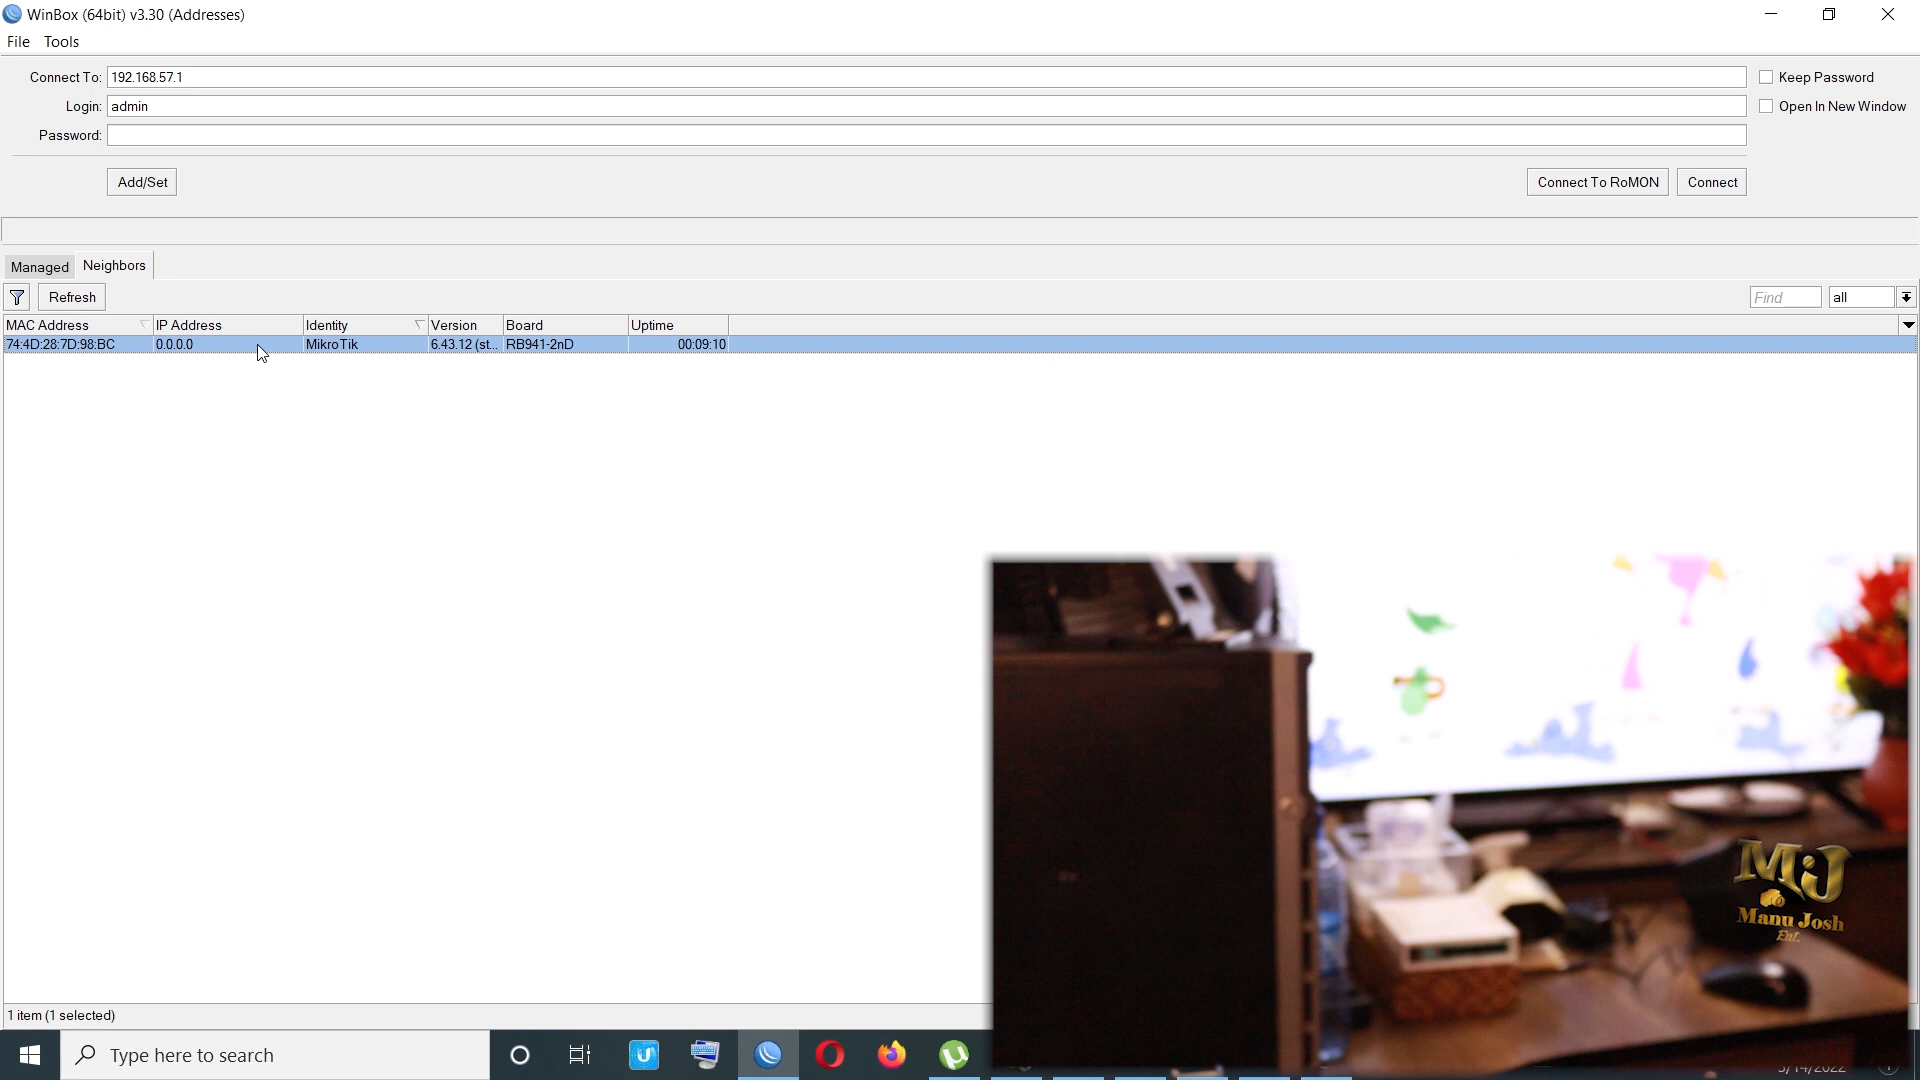 WinBox (64bit) v3.30 (Addresses)
File Tools
Connect To: 192.168.57.1
Keep Password
Login: admin
Open In New Window
Password:
Add/Set
Connect To RoMON
Connect
Managed
Neighbors
Refresh
Find
all
MAC Address IP Address Identity Version Board Uptime
74:4D:28:7D:98:BC 0.0.0.0 MikroTik 6.43.12 (st... RB941-2nD 00:09:10
MJ
Manu Josh
Ent.
1 item (1 selected)
Type here to search